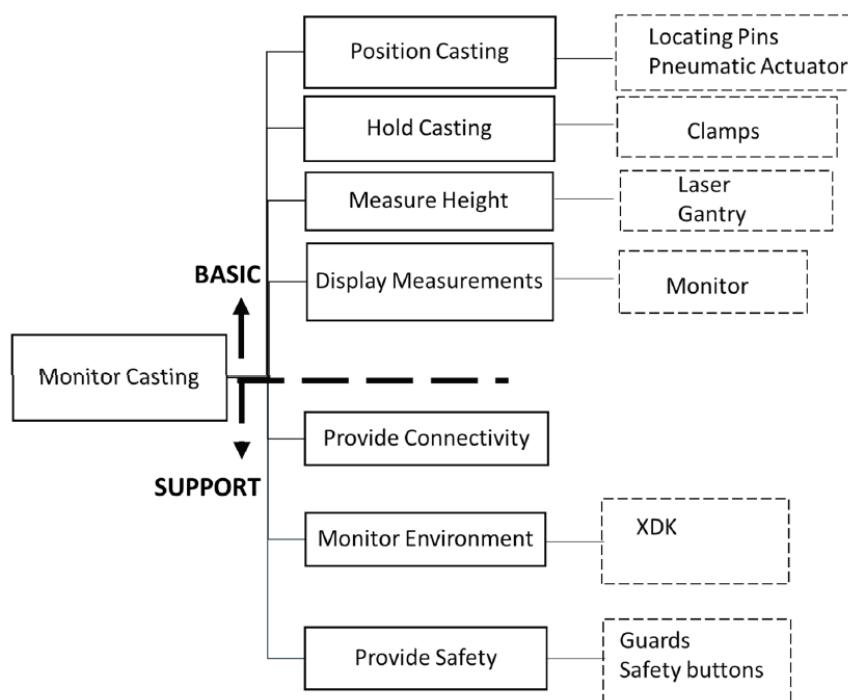 Position Casting
Locating Pins
Pneumatic Actuator
Hold Casting
Clamps
Measure Height
Laser
Gantry
BASIC
Display Measurements
Monitor
Monitor Casting
Provide Connectivity
SUPPORT
Monitor Environment
XDK
Provide Safety
Guards
Safety buttons